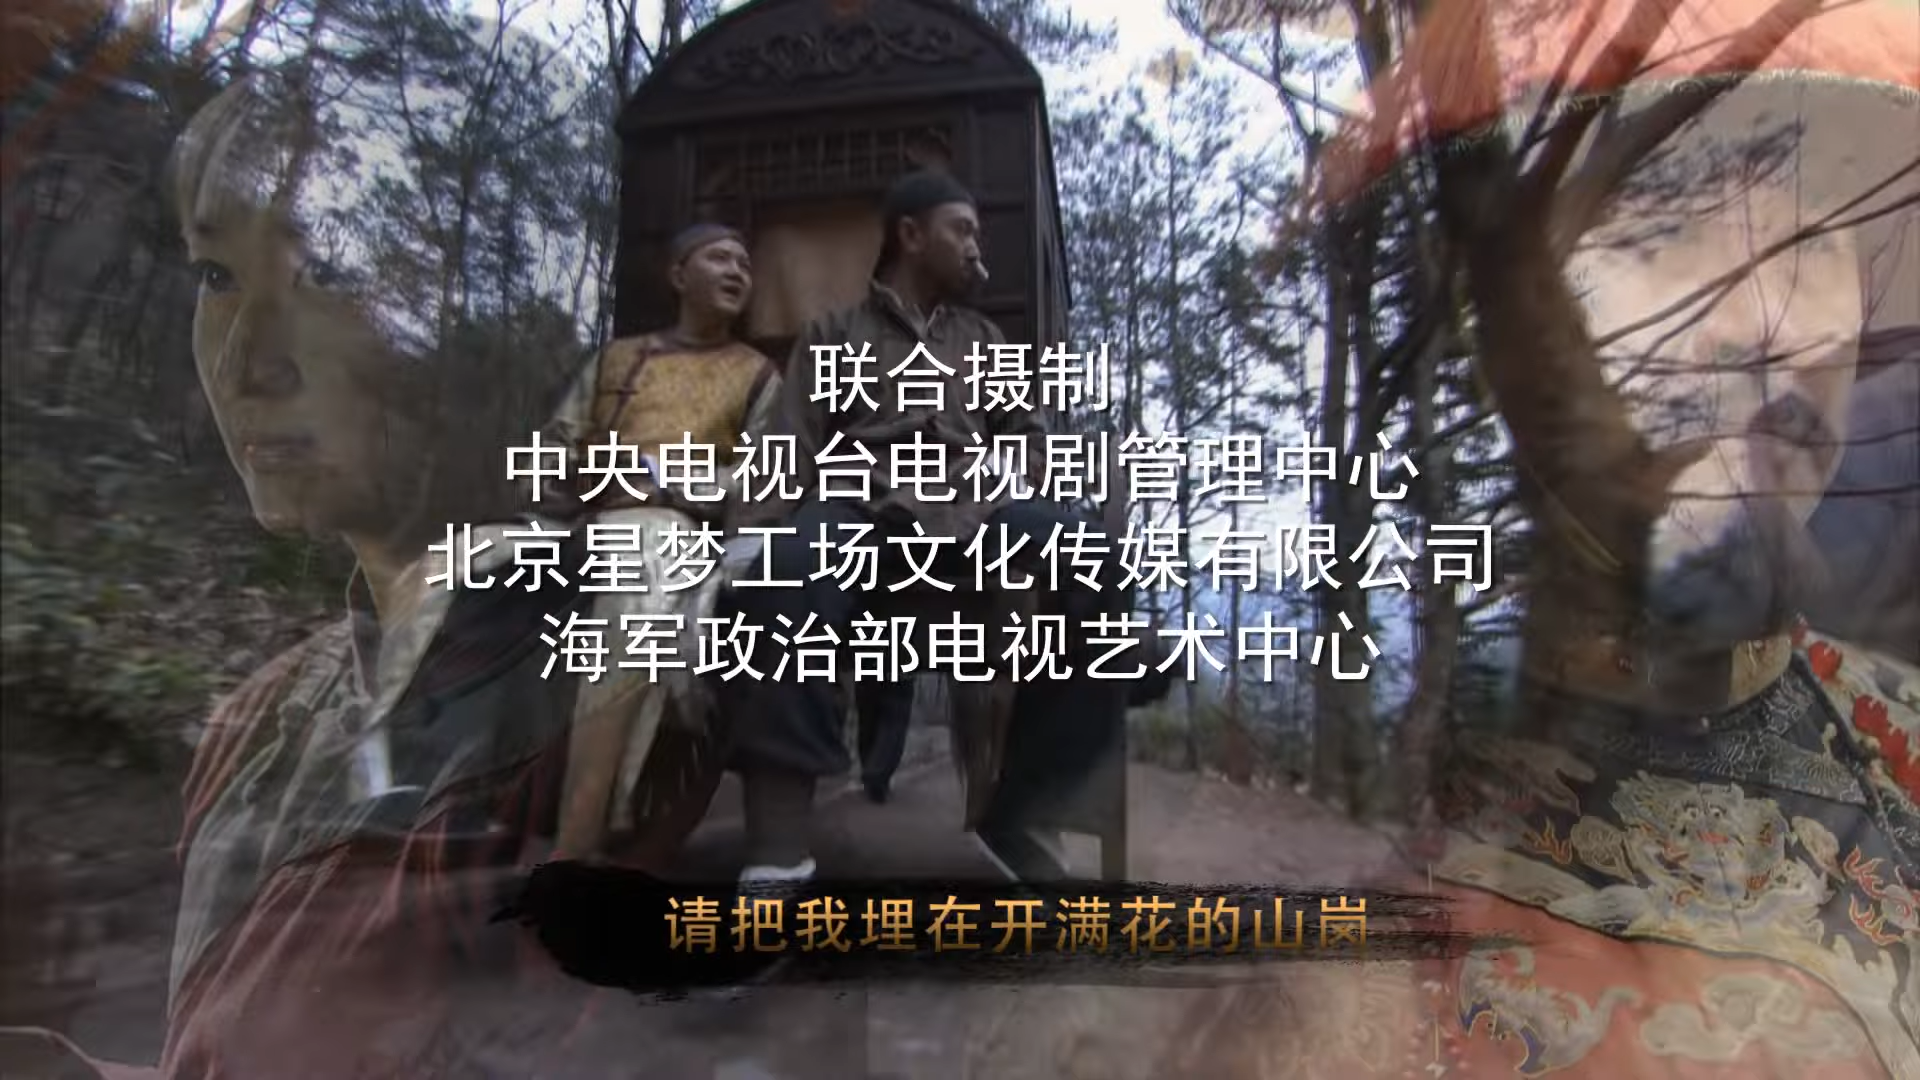 联合摄制
中央电视台电视剧管理中心
北京星梦工场文化传媒有限公司
海军政治部电视艺术中心
请把我埋在开满花的山岗